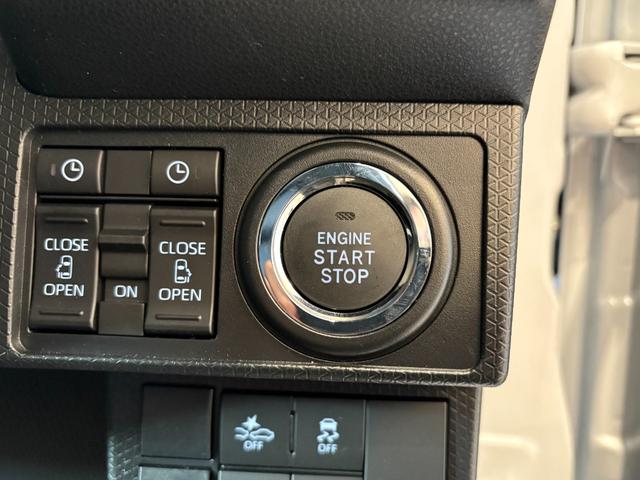 CLOSE
OPEN
ON
CLOSE
OPEN
ENGINE
START
STOP
OFF
OFF